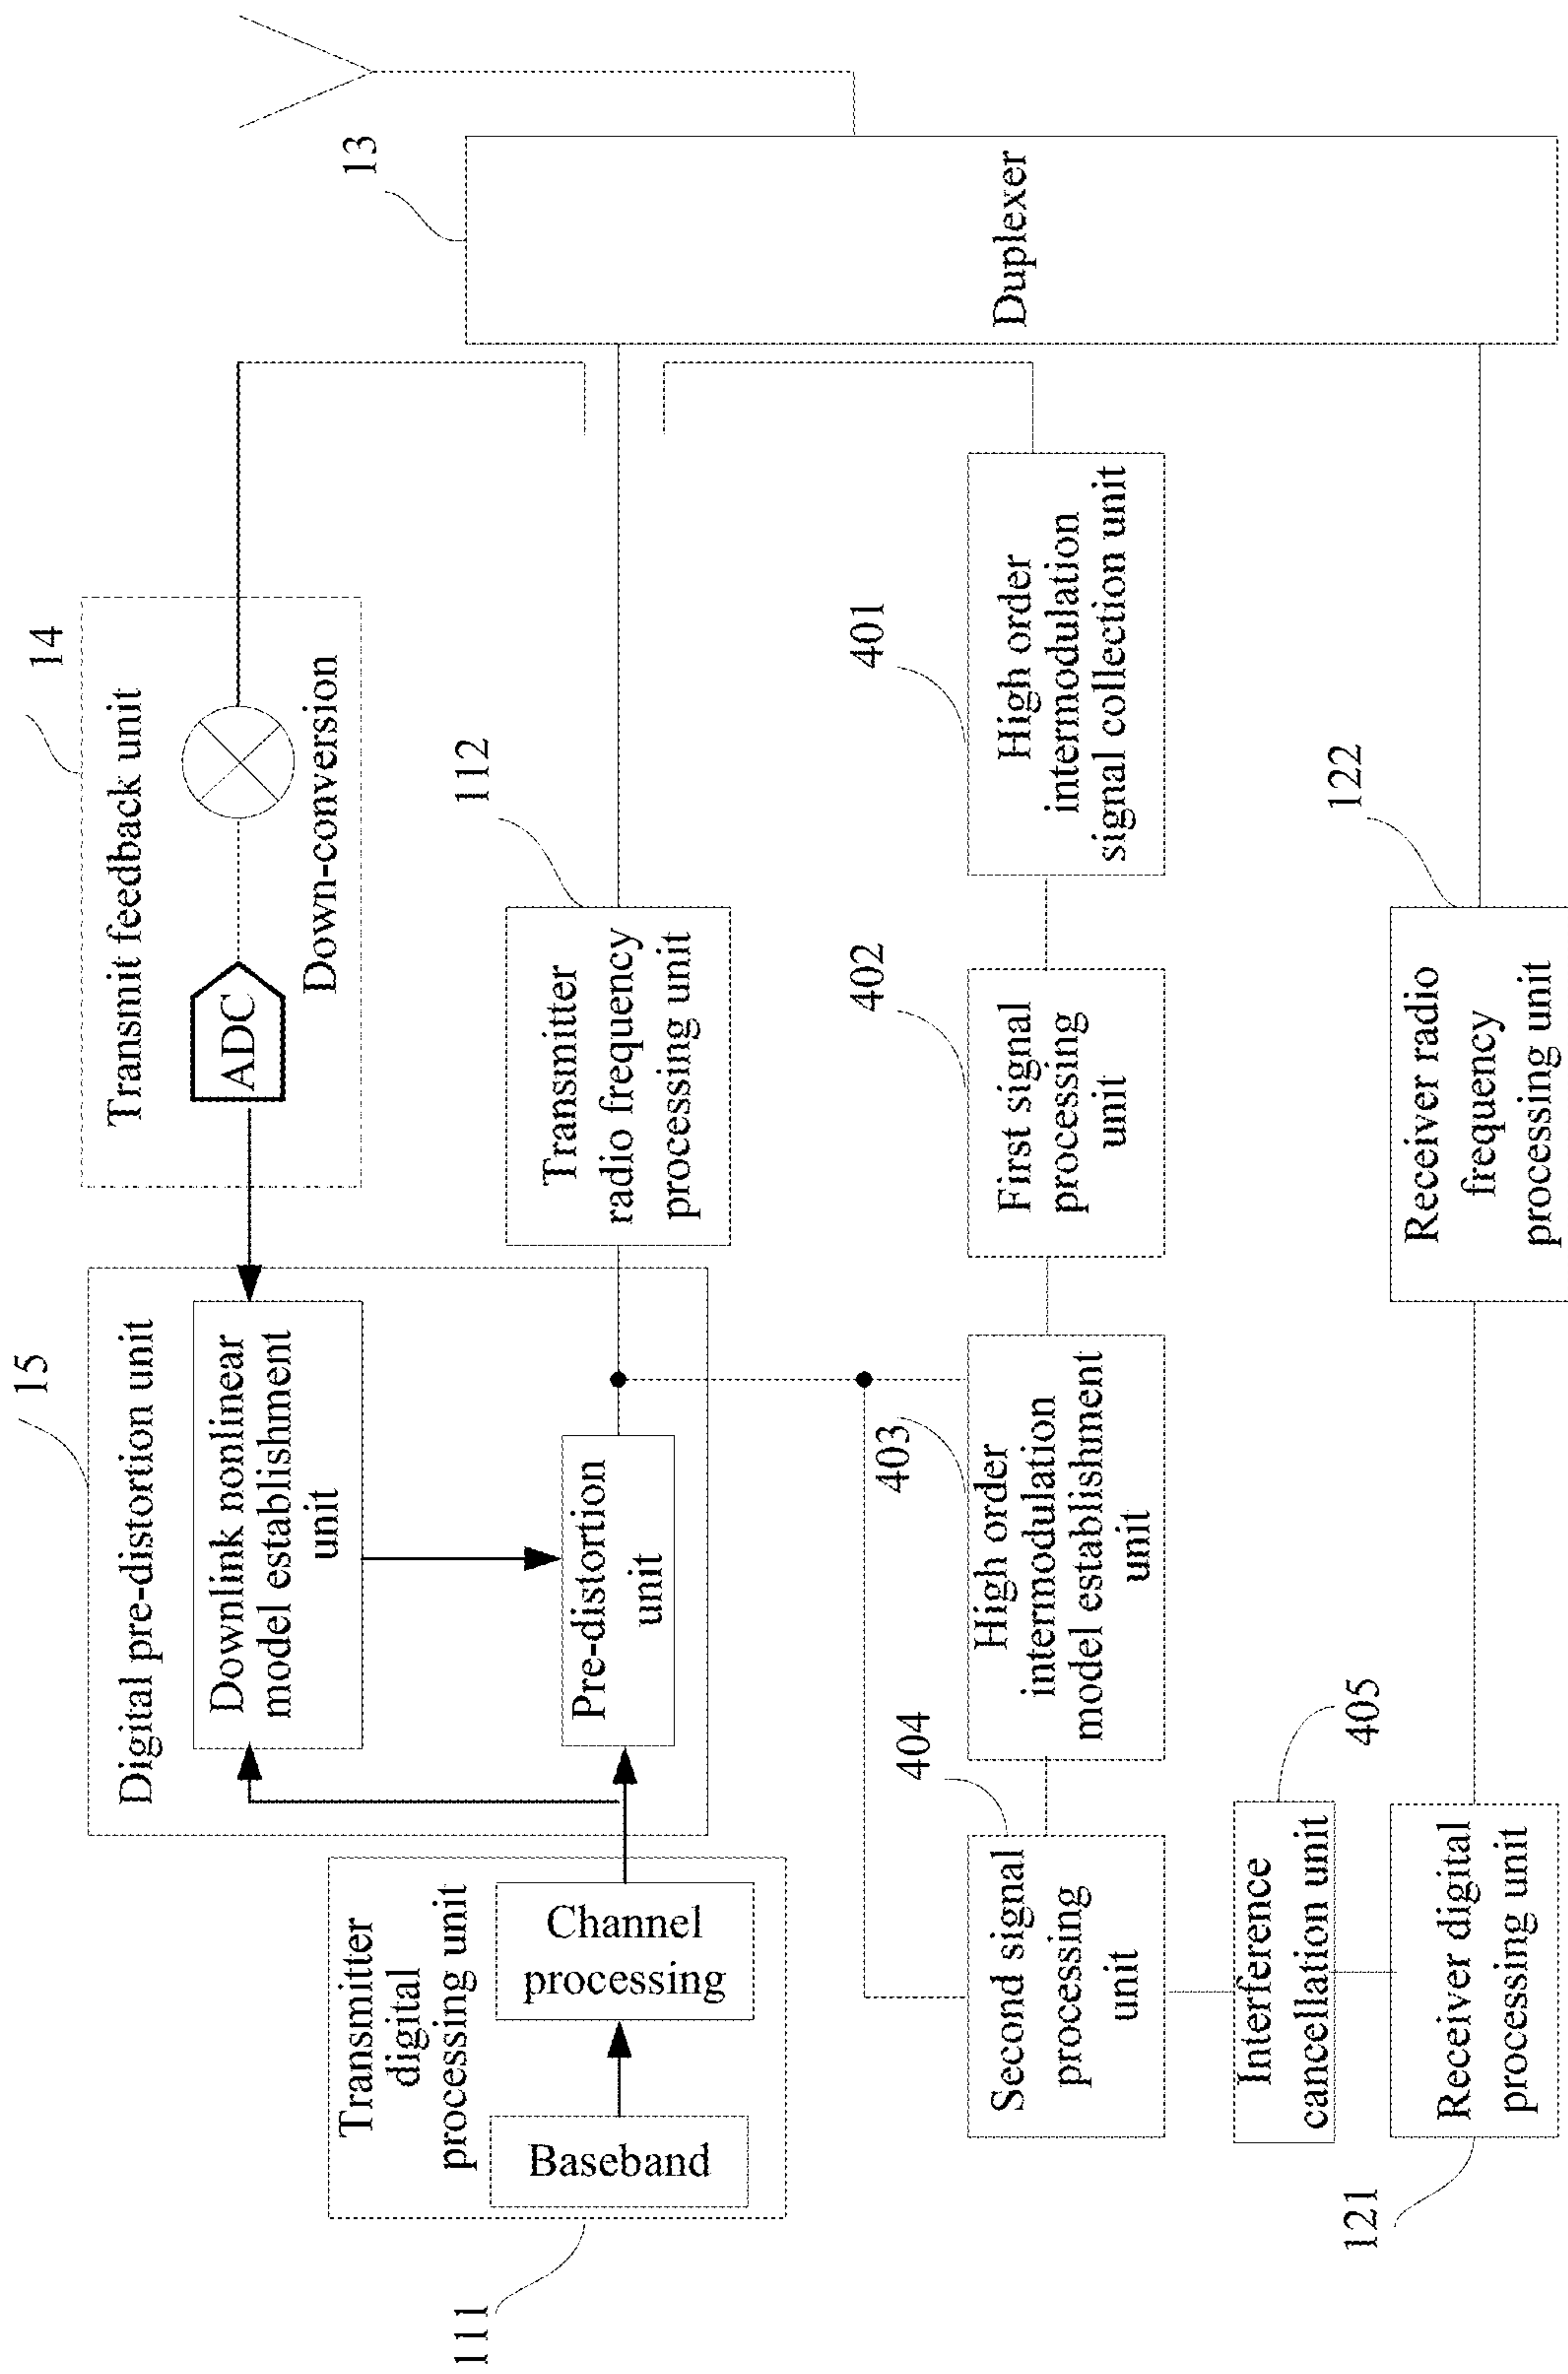 15
14
13
Digital pre-distortion unit
Downlink nonlinear
model establishment
unit
Pre-distortion
unit
Transmit feedback unit
ADC
Down-conversion
Transmitter
digital
processing unit
Baseband
Channel
processing
111
112
Transmitter
radio frequency
processing unit
Duplexer
404
Second signal
processing
unit
403
High order
intermodulation
model establishment
unit
402
First signal
processing
unit
401
High order
intermodulation
signal collection unit
405
Interference
cancellation unit
121
Receiver digital
processing unit
122
Receiver radio
frequency
processing unit